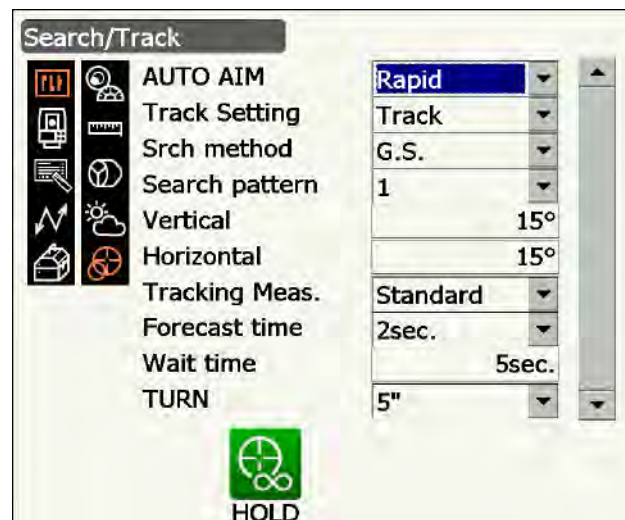 Search/Track
AUTO AIM Rapid
Track Setting Track
Srch method G.S.
Search pattern 1
Vertical 15°
Horizontal 15°
Tracking Meas. Standard
Forecast time 2sec.
Wait time 5sec.
TURN 5"
HOLD